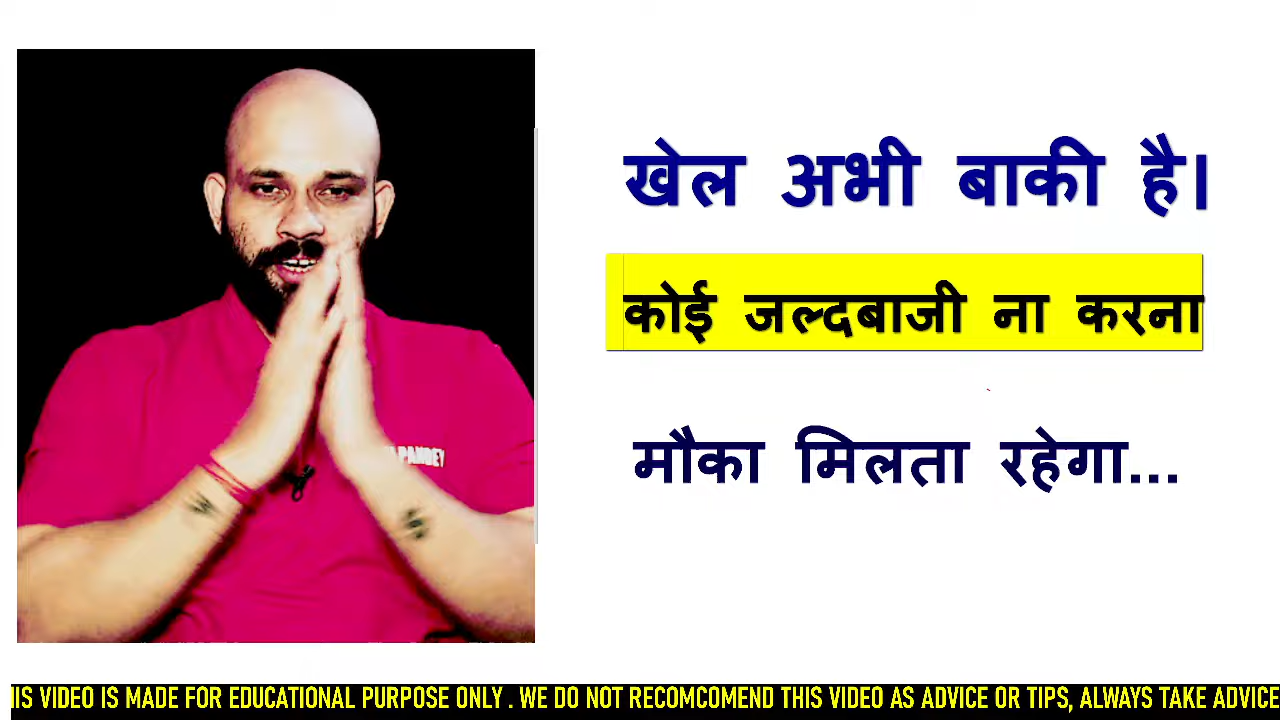 खेल अभी बाकी है।
कोई जल्दबाजी ना करना
मौका मिलता रहेगा...
PANDEY
IS VIDEO IS MADE FOR EDUCATIONAL PURPOSE ONLY . WE DO NOT RECOMCOMEND THIS VIDEO AS ADVICE OR TIPS, ALWAYS TAKE ADVICE